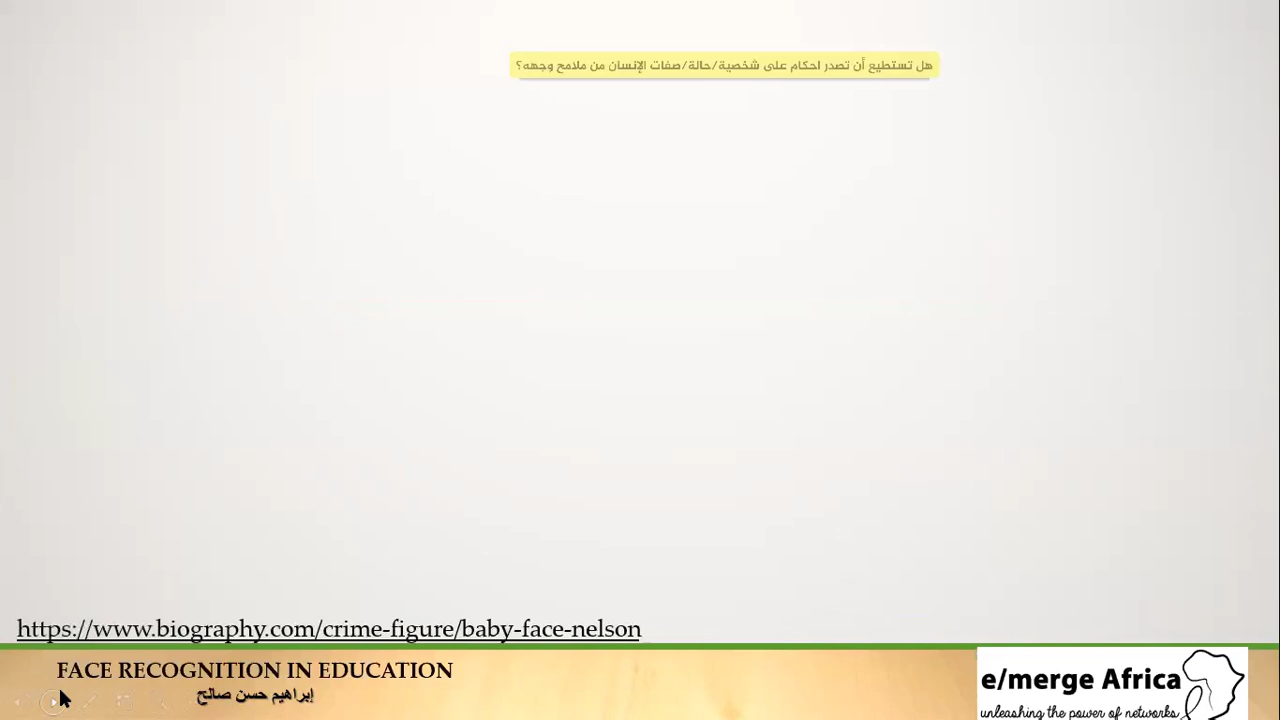 هل تستطيع أن تصدر احكام على شخصية/حالة/صفات الإنسان من ملامح وجهه؟
https://www.biography.com/crime-figure/baby-face-nelson
FACE RECOGNITION IN EDUCATION
إبراهيم حسن صالح
e/merge Africa
unleashing the power of networks